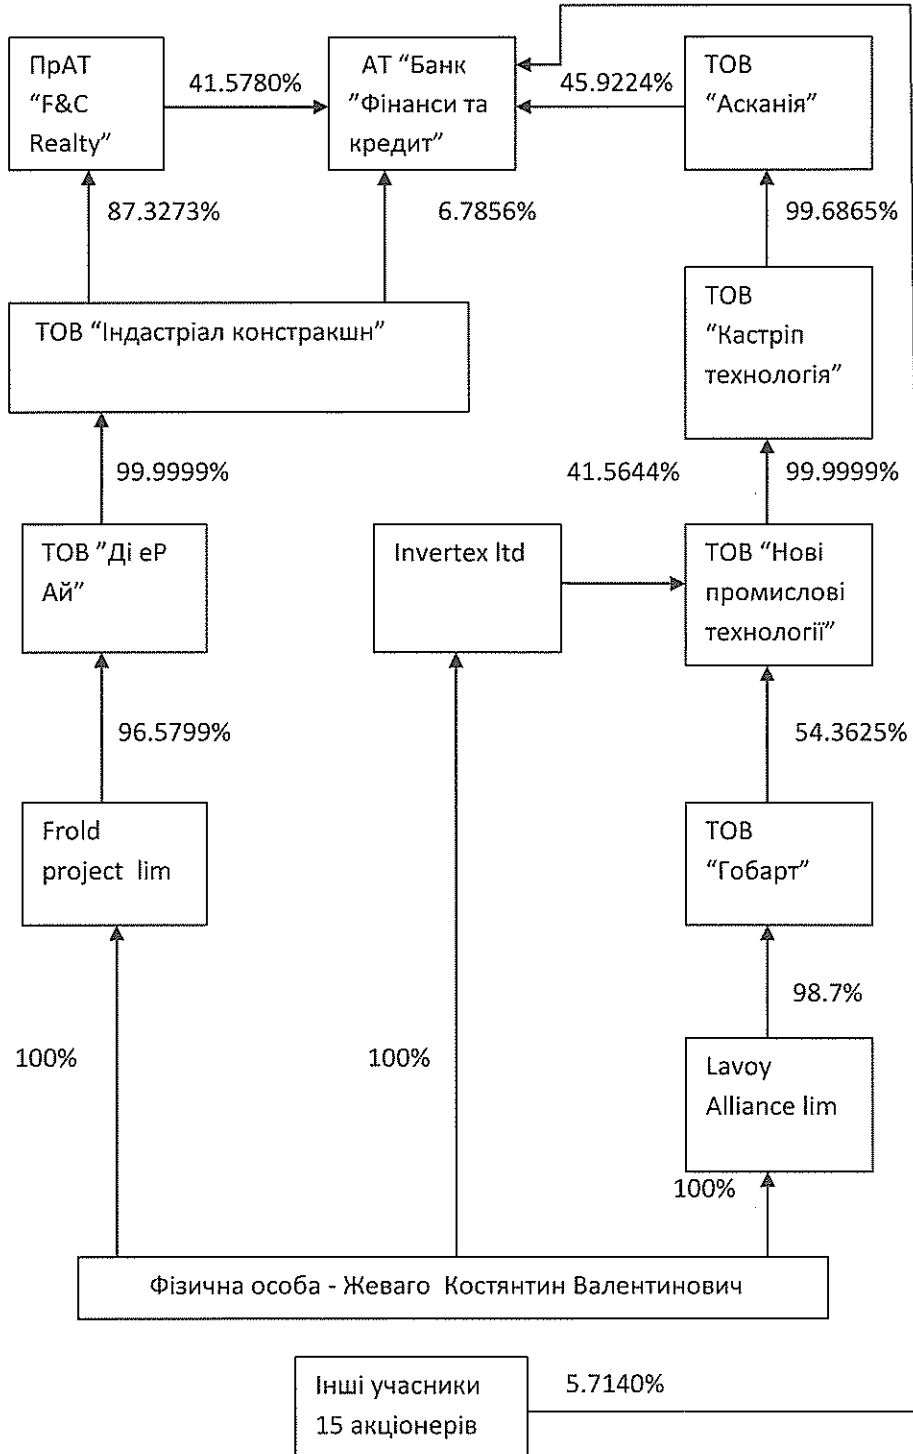 ПрАТ
“F&C
Realty”
41.5780%
АТ “Банк
”Фінанси та
кредит”
45.9224%
ТОВ
“Асканія”
87.3273%
6.7856%
99.6865%
ТОВ “Індастріал констракшн”
ТОВ
“Кастріп
технологія”
99.9999%
41.5644%
99.9999%
ТОВ ”Ді еР
Ай”
Invertex ltd
ТОВ “Нові
промислові
технології”
96.5799%
54.3625%
Frold
project lim
ТОВ
“Гобарт”
98.7%
100%
100%
Lavoy
Alliance lim
100%
Фізична особа - Жеваго Костянтин Валентинович
Інші учасники
15 акціонерів
5.7140%